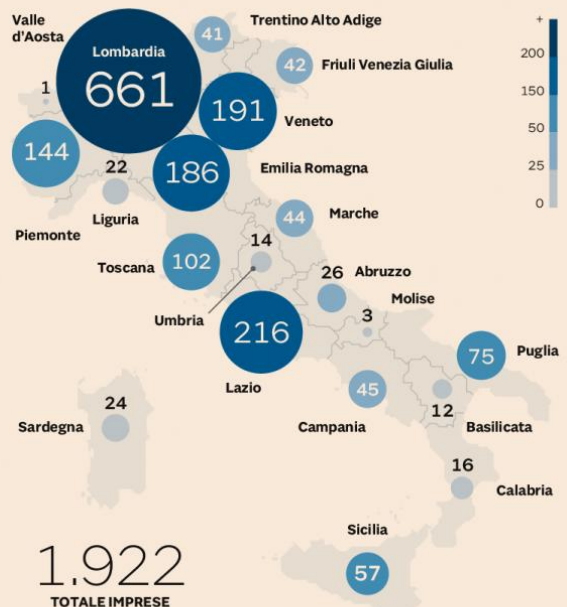 Valle
d'Aosta
1
Lombardia
661
41
Trentino Alto Adige
42
Friuli Venezia Giulia
191
Veneto
144
Piemonte
22
Liguria
186
Emilia Romagna
44
Marche
102
Toscana
14
Umbria
26
Abruzzo
3
Molise
216
Lazio
75
Puglia
45
Campania
12
Basilicata
24
Sardegna
16
Calabria
Sicilia
57
1.922
TOTALE IMPRESE
+
200
150
50
25
0